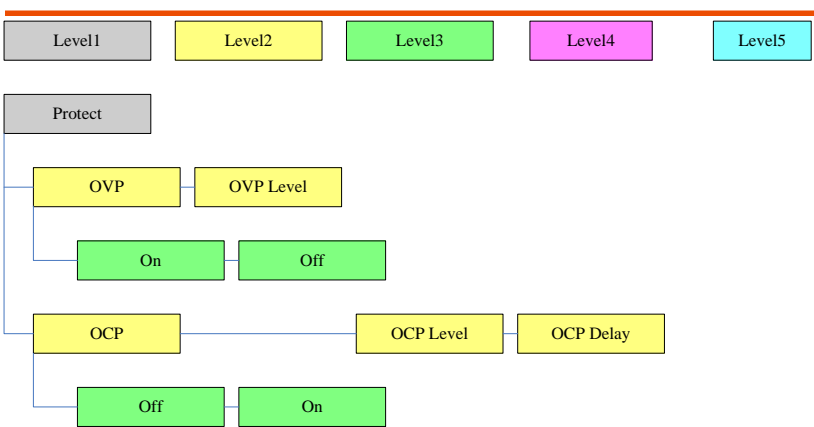 Level1 Level2 Level3 Level4 Level5
Protect
OVP OVP Level
On Off
OCP OCP Level OCP Delay
Off On